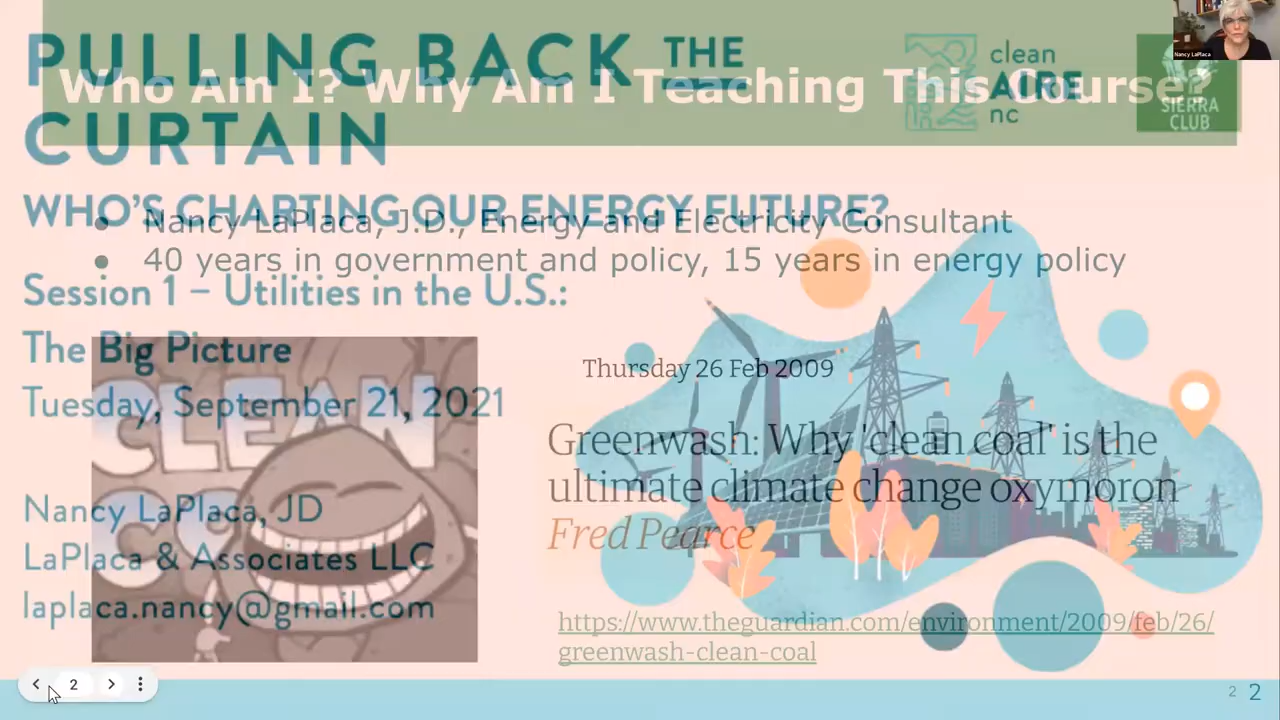 PULLING BACK THE
CURTAIN
WHO'S CHARTING OUR ENERGY FUTURE?
Session 1 – Utilities in the U.S.:
The Big Picture
Tuesday, September 21, 2021
Nancy LaPlaca, JD
LaPlaca & Associates LLC
laplaca.nancy@gmail.com
clean
AIRE
nc
SIERRA
CLUB
Nancy LaPlaca
Who Am I? Why Am I Teaching This Course?
• Nancy LaPlaca, J.D., Energy and Electricity Consultant
• 40 years in government and policy, 15 years in energy policy
CLEAN
Thursday 26 Feb 2009
Greenwash: Why 'clean coal' is the
ultimate climate change oxymoron
Fred Pearce
https://www.theguardian.com/environment/2009/feb/26/
greenwash-clean-coal
2
2 2